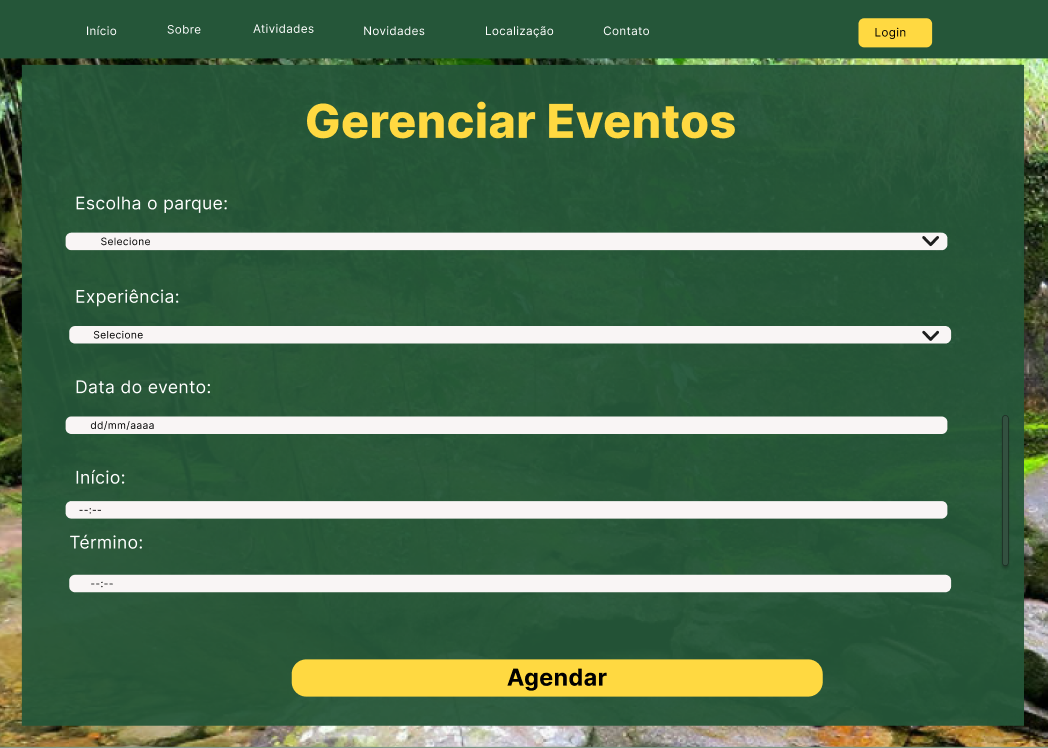 Início Sobre Atividades Novidades Localização Contato Login
Gerenciar Eventos
Escolha o parque:
Selecione
Experiência:
Selecione
Data do evento:
dd/mm/aaaa
Início:
--:--
Término:
--:--
Agendar